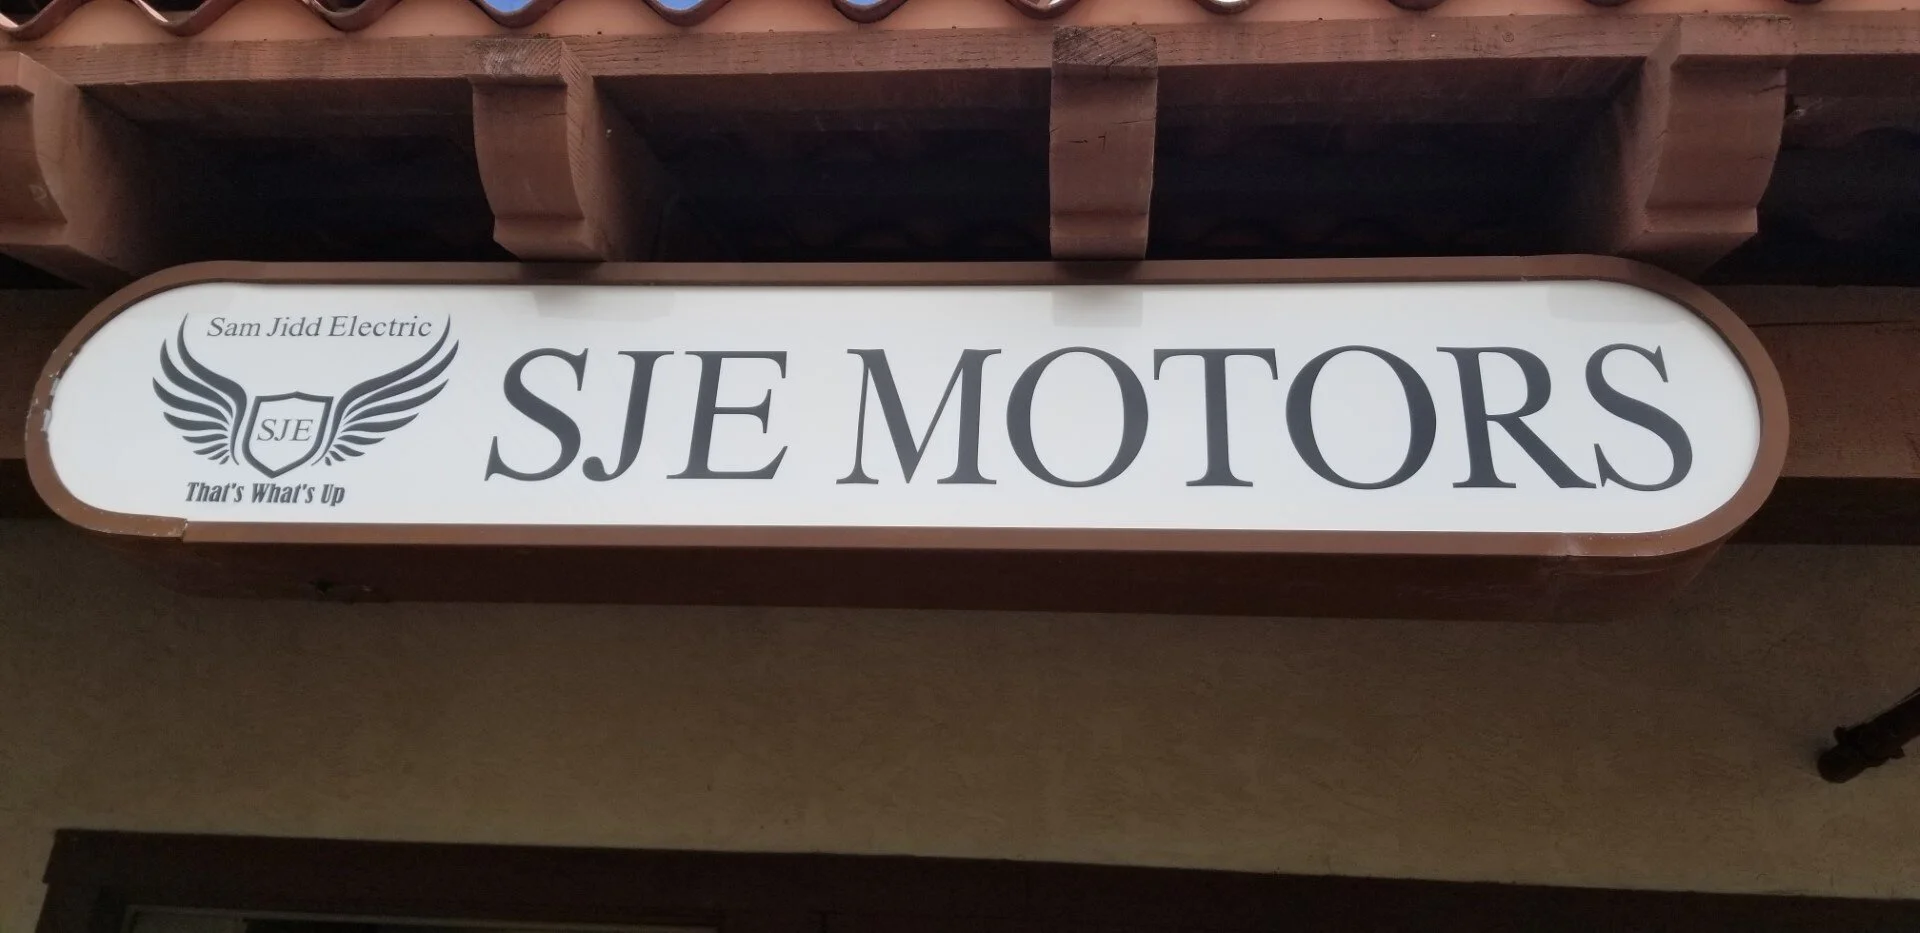 Sam Jidd Electric
SJE
That's What's Up
SJE MOTORS